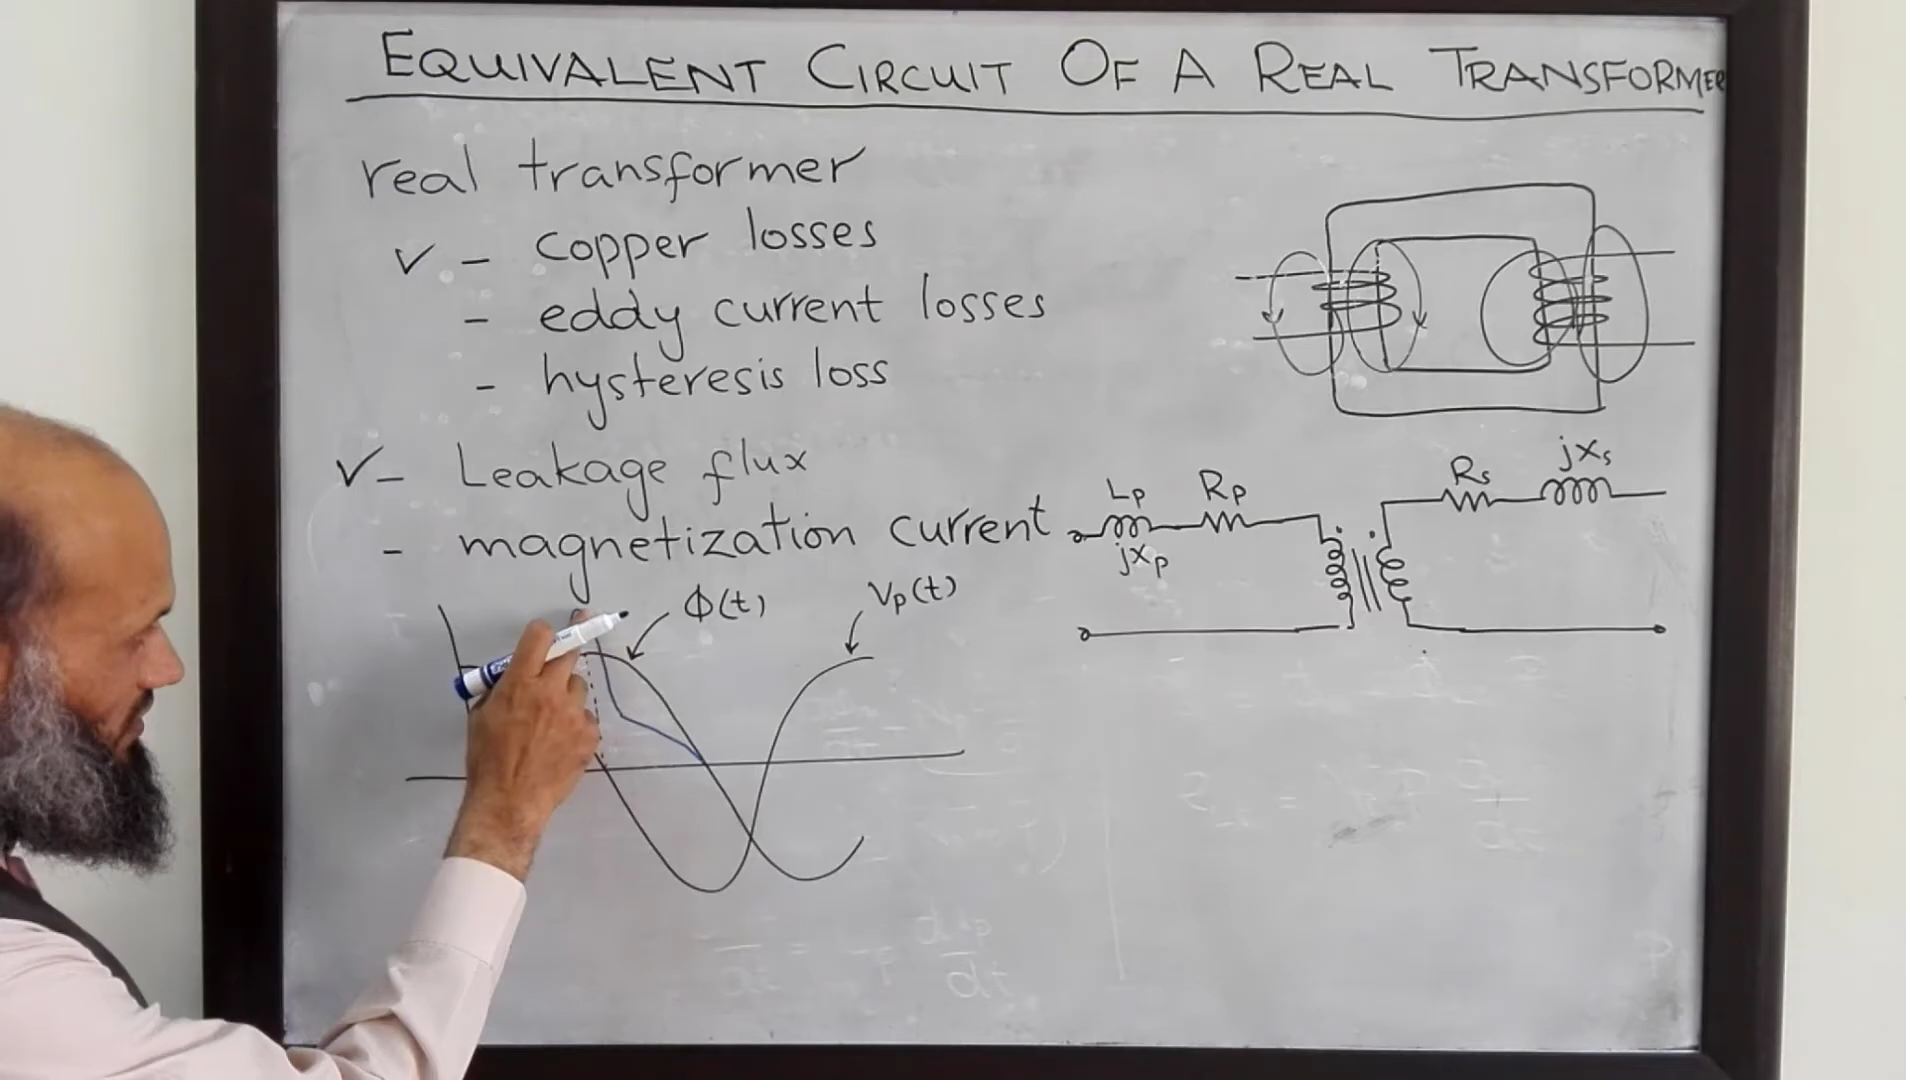 EQUIVALENT CIRCUIT OF A REAL TRANSFORMER
real transformer
✓ - copper losses
- eddy current losses
- hysteresis loss
✓ - Leakage flux
- magnetization current
Φ(t)
Vp(t)
Lp
Rp
jxp
Rs
jxs